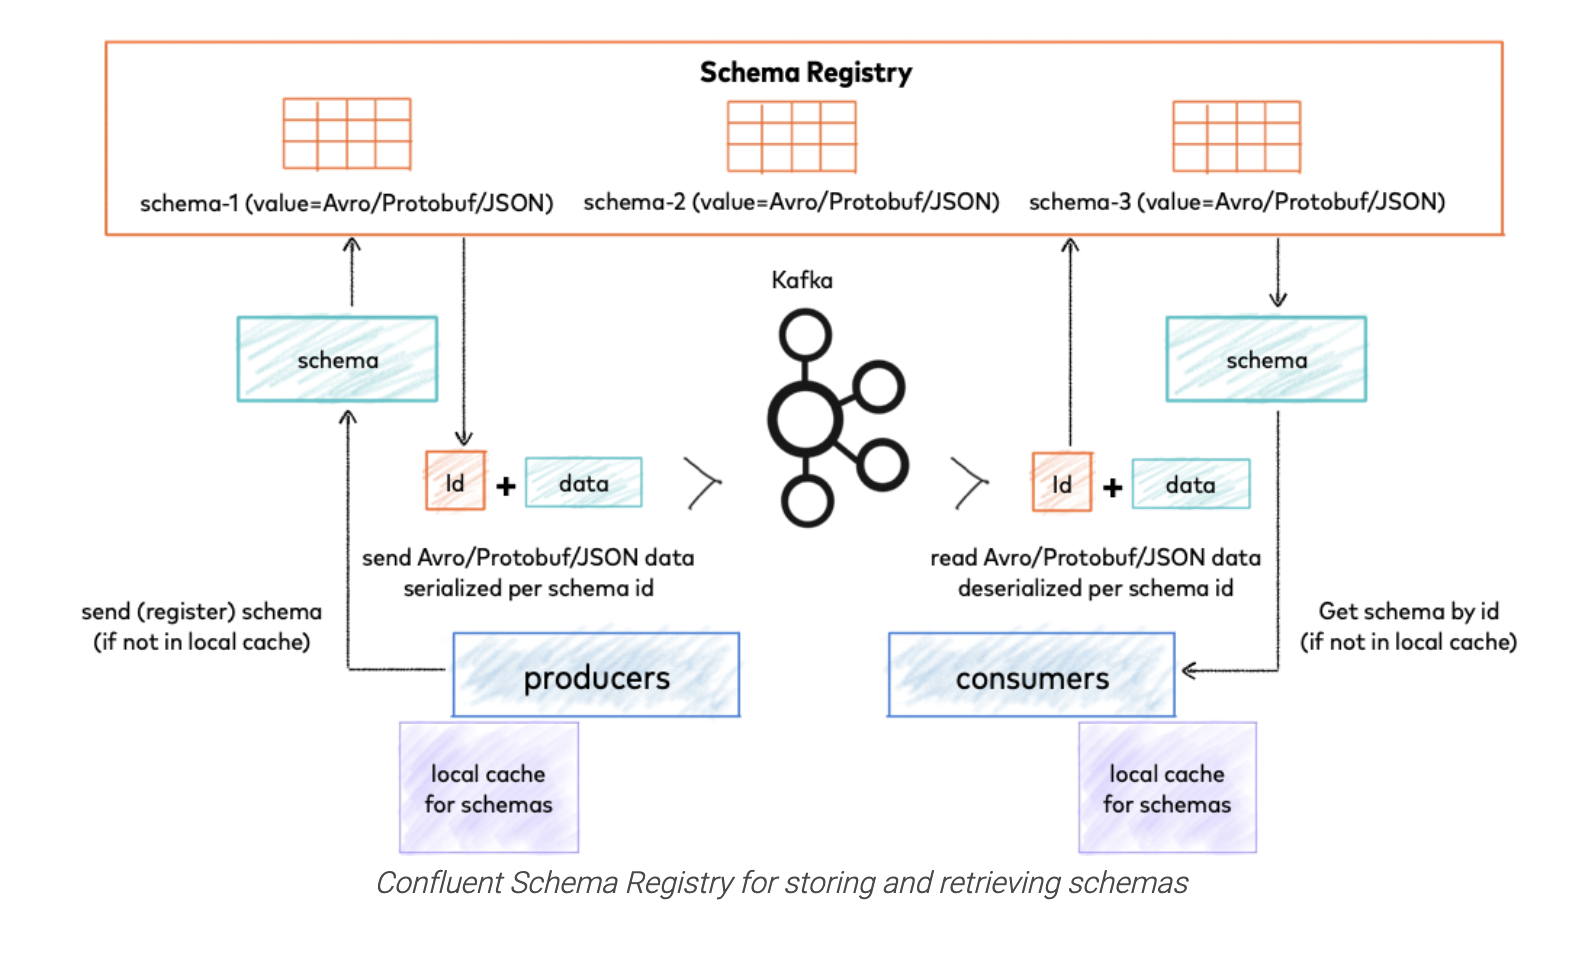 Schema Registry
schema-1 (value=Avro/Protobuf/JSON)
schema-2 (value=Avro/Protobuf/JSON)
schema-3 (value=Avro/Protobuf/JSON)
Kafka
schema
schema
Id + data
Id + data
send Avro/Protobuf/JSON data
serialized per schema id
read Avro/Protobuf/JSON data
deserialized per schema id
send (register) schema
(if not in local cache)
Get schema by id
(if not in local cache)
producers
consumers
local cache
for schemas
local cache
for schemas
Confluent Schema Registry for storing and retrieving schemas